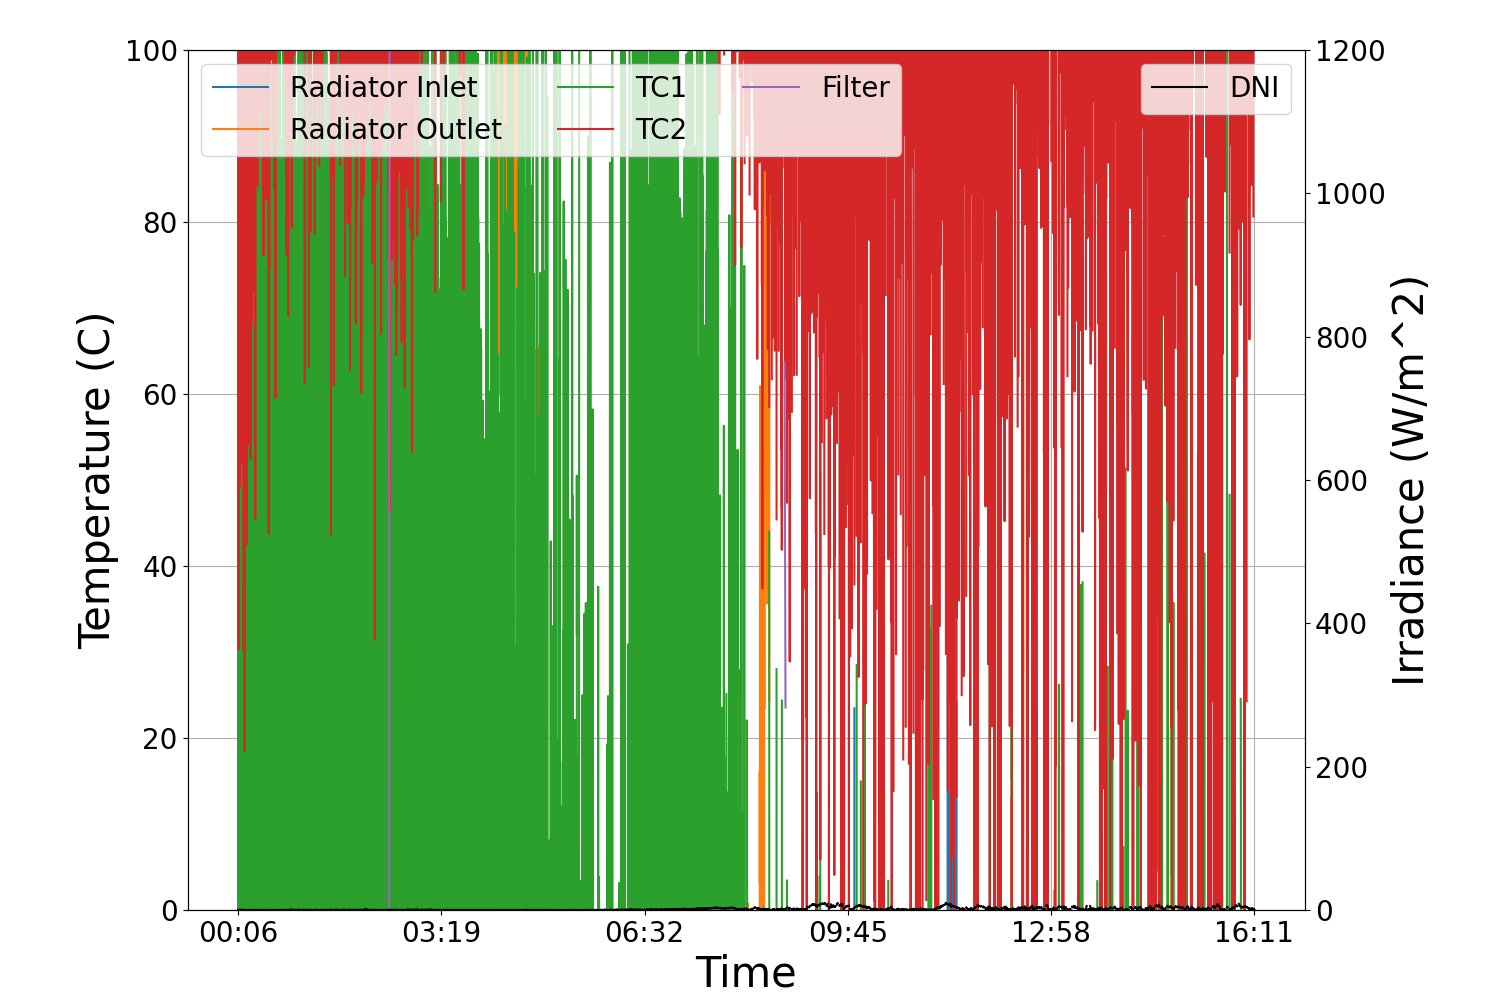 Radiator Inlet
Radiator Outlet
TC1
TC2
Filter
DNI
Temperature (C)
100
80
60
40
20
0
Irradiance (W/m^2)
1200
1000
800
600
400
200
0
00:06 03:19 06:32 09:45 12:58 16:11
Time